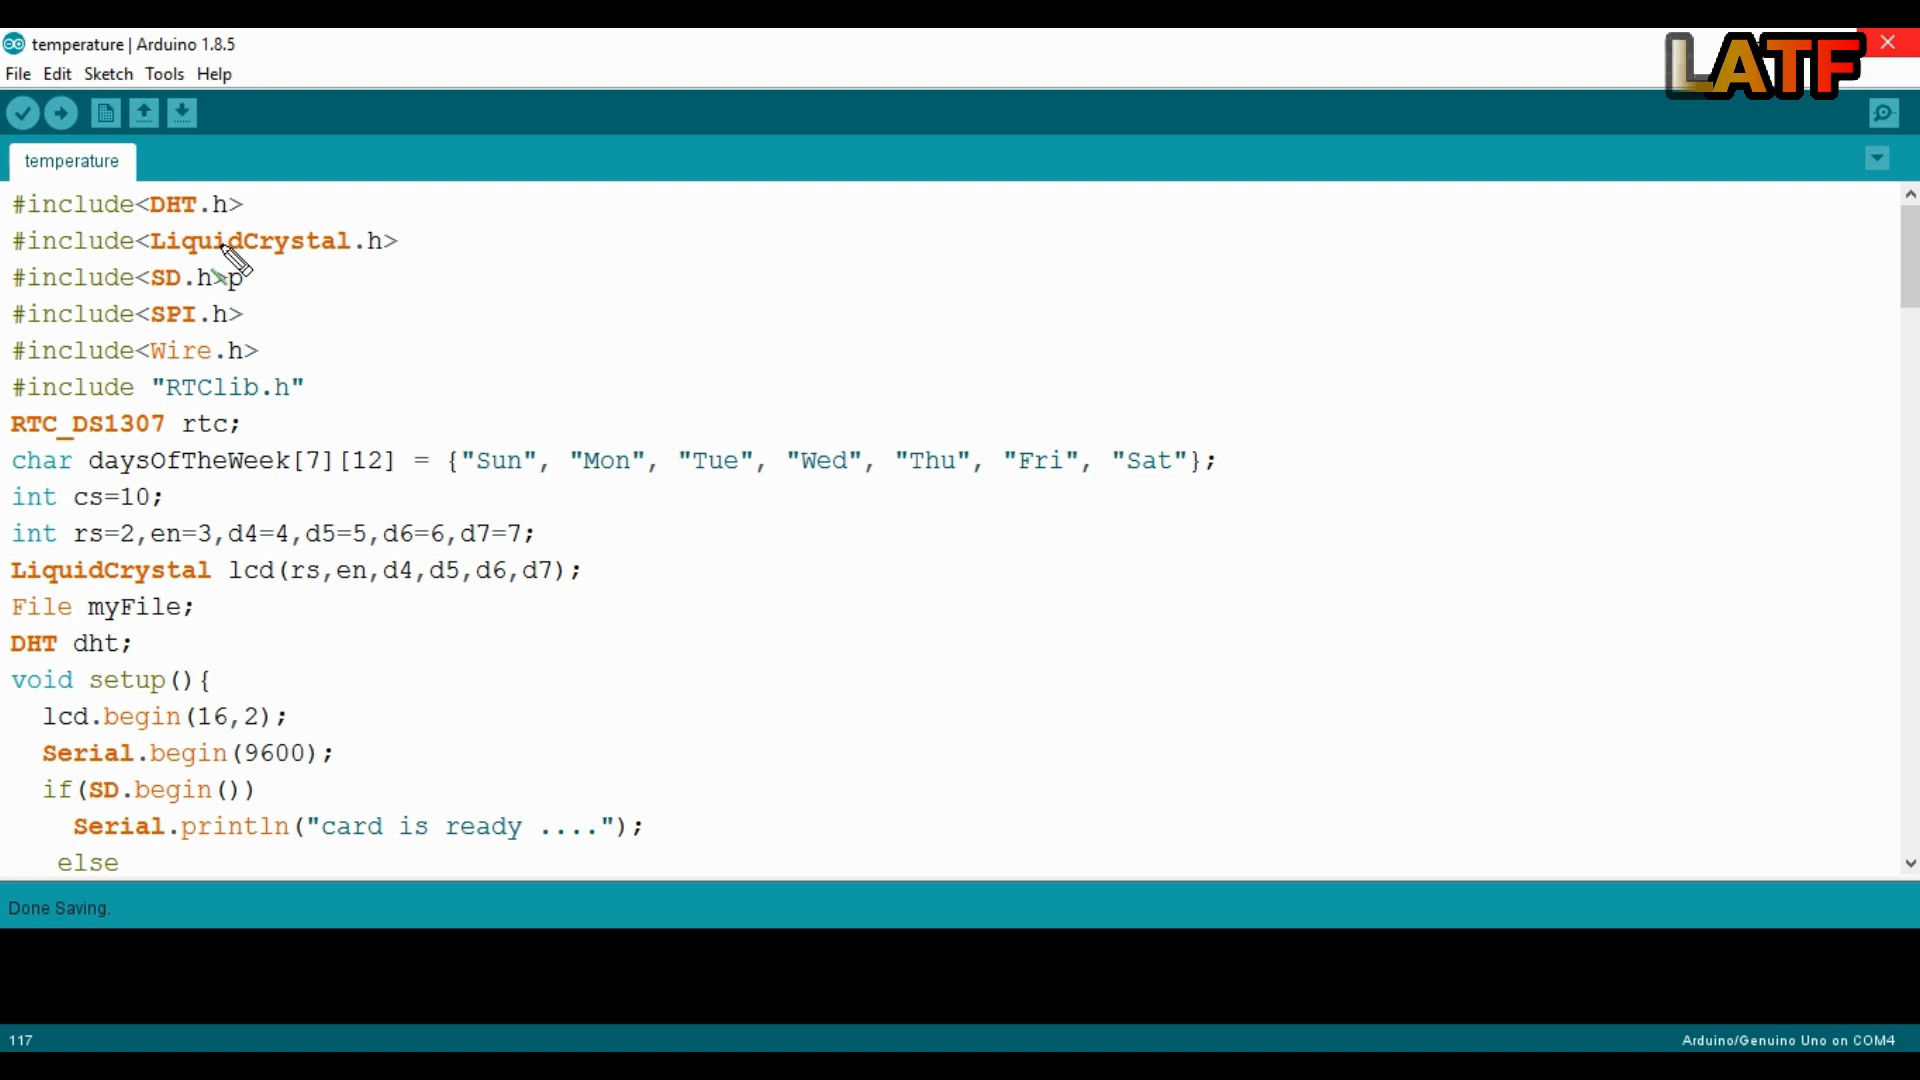 temperature | Arduino 1.8.5
LATF
File Edit Sketch Tools Help
temperature
#include<DHT.h>
#include<LiquidCrystal.h>
#include<SD.h>p
#include<SPI.h>
#include<Wire.h>
#include "RTClib.h"
RTC_DS1307 rtc;
char daysOfTheWeek[7][12] = {"Sun", "Mon", "Tue", "Wed", "Thu", "Fri", "Sat"};
int cs=10;
int rs=2,en=3,d4=4,d5=5,d6=6,d7=7;
LiquidCrystal lcd(rs,en,d4,d5,d6,d7);
File myFile;
DHT dht;
void setup(){
lcd.begin(16,2);
Serial.begin(9600);
if(SD.begin())
Serial.println("card is ready ....");
else
Done Saving.
117
Arduino/Genuino Uno on COM4